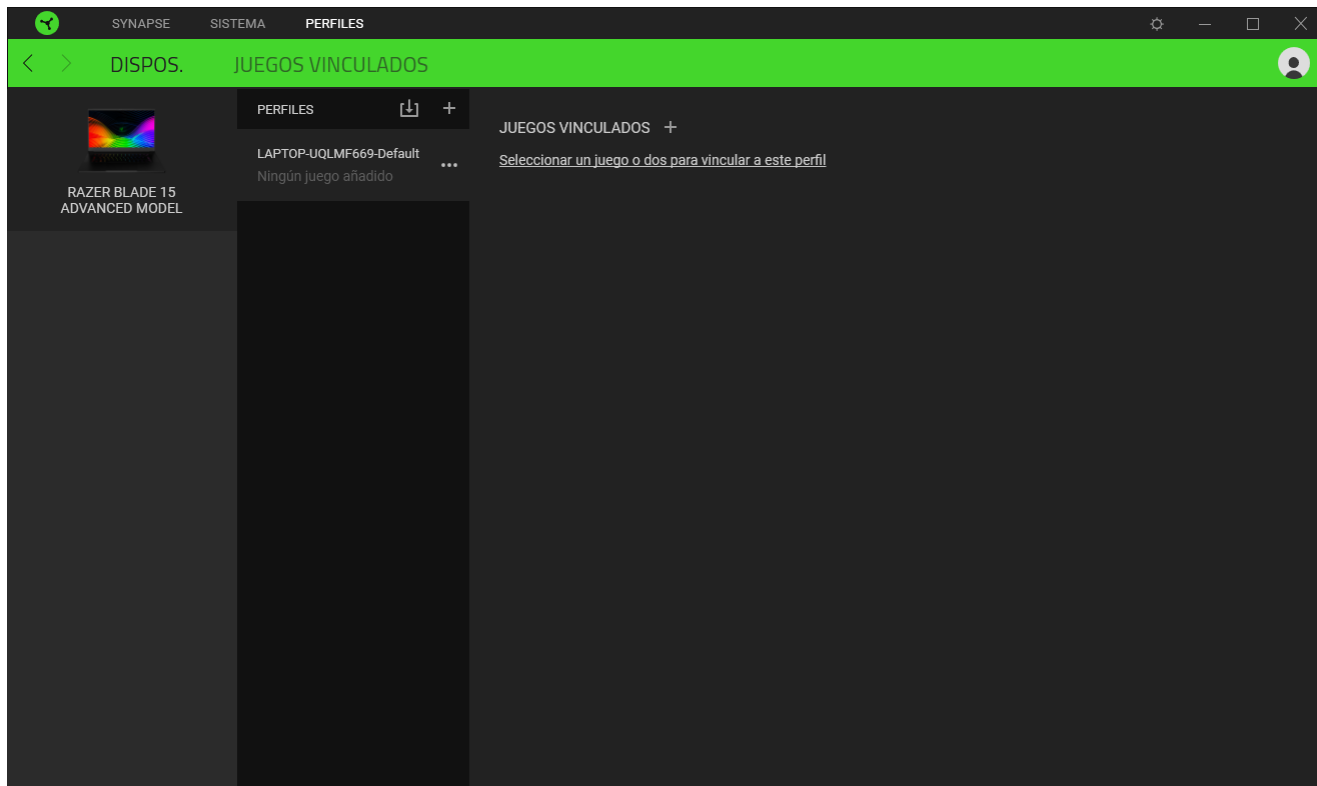 SYNAPSE SISTEMA PERFILES
DISPOS. JUEGOS VINCULADOS
RAZER BLADE 15
ADVANCED MODEL
PERFILES
LAPTOP-UQLMF669-Default
Ningún juego añadido
JUEGOS VINCULADOS
Seleccionar un juego o dos para vincular a este perfil